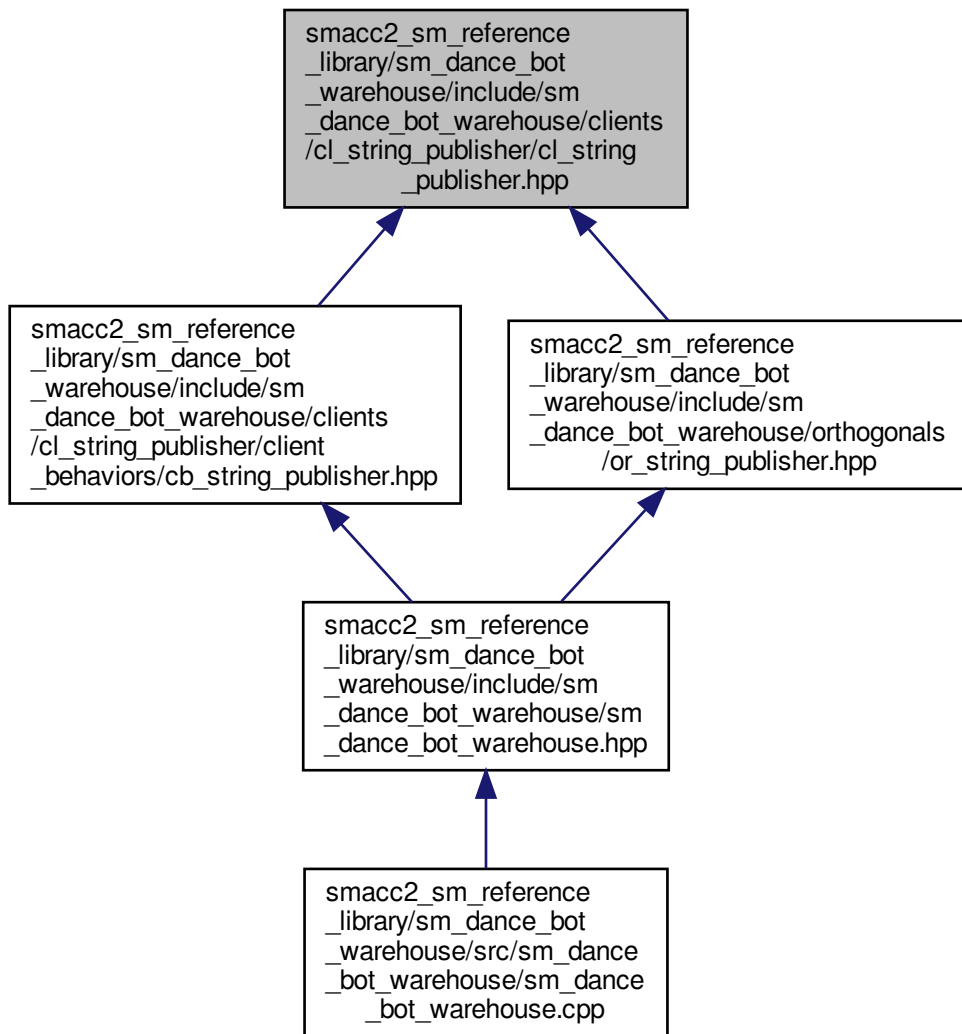 smacc2_sm_reference
_library/sm_dance_bot
_warehouse/include/sm
_dance_bot_warehouse/clients
/cl_string_publisher/cl_string
_publisher.hpp
smacc2_sm_reference
_library/sm_dance_bot
_warehouse/include/sm
_dance_bot_warehouse/clients
/cl_string_publisher/client
_behaviors/cb_string_publisher.hpp
smacc2_sm_reference
_library/sm_dance_bot
_warehouse/include/sm
_dance_bot_warehouse/orthogonals
/or_string_publisher.hpp
smacc2_sm_reference
_library/sm_dance_bot
_warehouse/include/sm
_dance_bot_warehouse/sm
_dance_bot_warehouse.hpp
smacc2_sm_reference
_library/sm_dance_bot
_warehouse/src/sm_dance
_bot_warehouse/sm_dance
_bot_warehouse.cpp